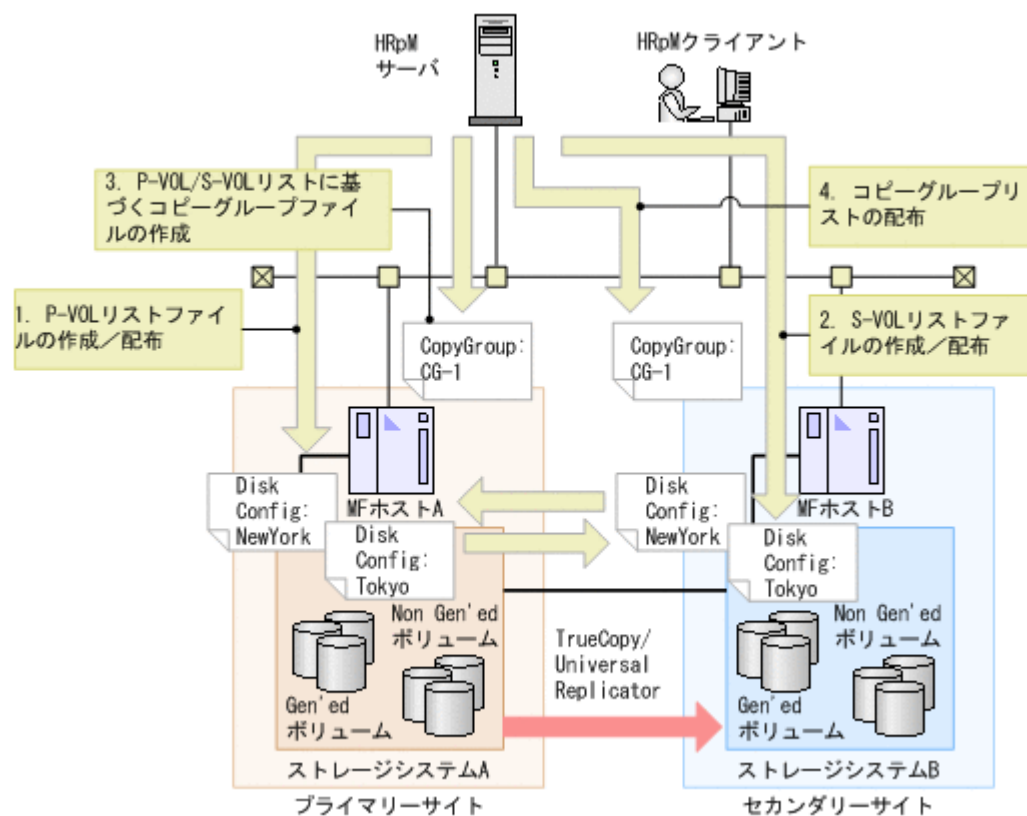 HRpM
サーバ
HRpMクライアント
3. P-VOL/S-VOLリストに基
づくコピーグループファイ
ルの作成
4. コピーグループリ
ストの配布
1. P-VOLリストファイ
ルの作成／配布
2. S-VOLリストファ
イルの作成／配布
CopyGroup:
CG-1
CopyGroup:
CG-1
MFホストA
MFホストB
Disk
Config:
NewYork
Disk
Config:
Tokyo
Disk
Config:
NewYork
Disk
Config:
Tokyo
Non Gen'ed
ボリューム
Gen'ed
ボリューム
TrueCopy/
Universal
Replicator
Non Gen'ed
ボリューム
Gen'ed
ボリューム
ストレージシステムA
ストレージシステムB
プライマリーサイト
セカンダリーサイト